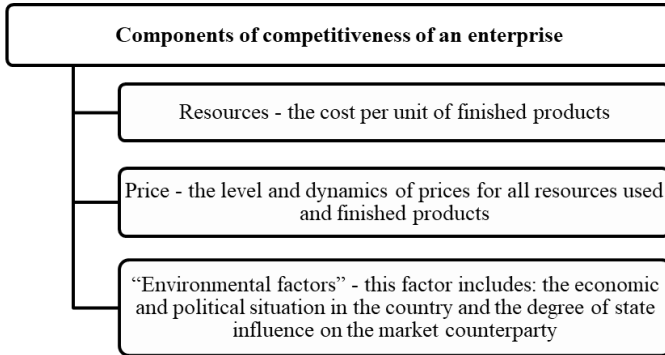 Components of competitiveness of an enterprise
Resources - the cost per unit of finished products
Price - the level and dynamics of prices for all resources used
and finished products
“Environmental factors” - this factor includes: the economic
and political situation in the country and the degree of state
influence on the market counterparty